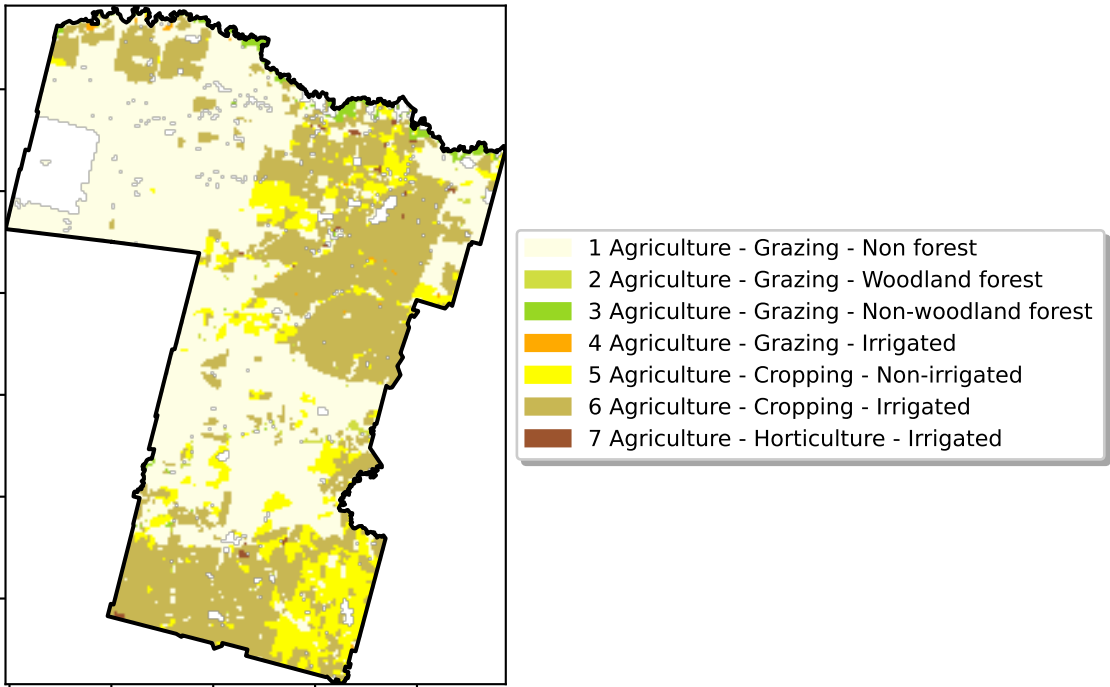 1 Agriculture - Grazing - Non forest
2 Agriculture - Grazing - Woodland forest
3 Agriculture - Grazing - Non-woodland forest
4 Agriculture - Grazing - Irrigated
5 Agriculture - Cropping - Non-irrigated
6 Agriculture - Cropping - Irrigated
7 Agriculture - Horticulture - Irrigated